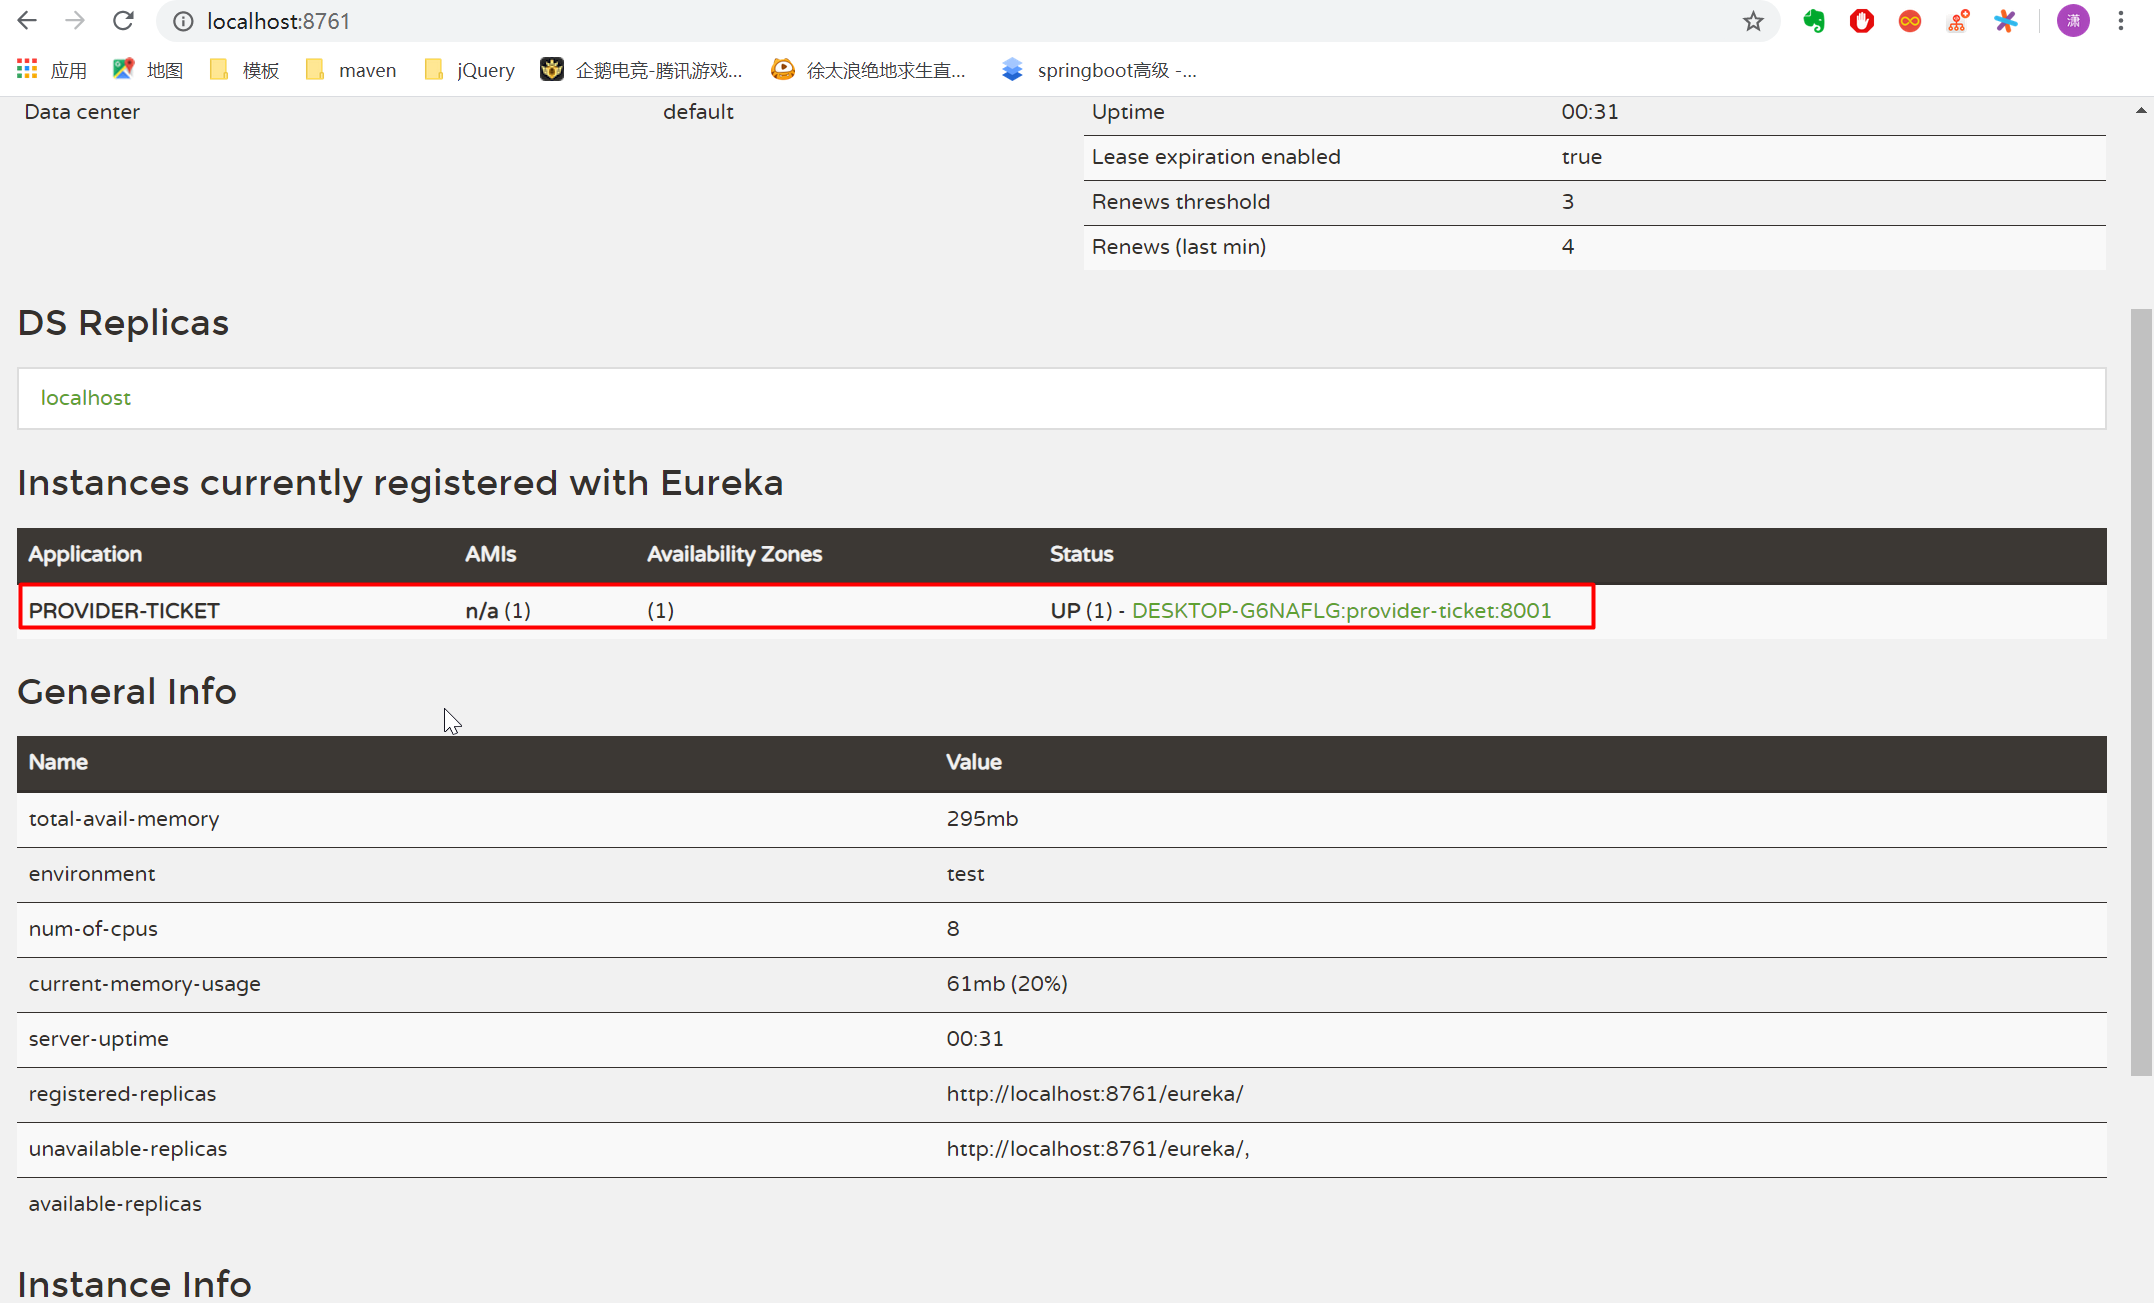 localhost:8761
潇
应用 地图 模板 maven jQuery 企鹅电竞-腾讯游戏... 徐太浪绝地求生直... springboot高级 -...
Data center default
Uptime 00:31
Lease expiration enabled true
Renews threshold 3
Renews (last min) 4
DS Replicas
localhost
Instances currently registered with Eureka
Application AMIs Availability Zones Status
PROVIDER-TICKET n/a (1) (1) UP (1) - DESKTOP-G6NAFLG:provider-ticket:8001
General Info
Name Value
total-avail-memory 295mb
environment test
num-of-cpus 8
current-memory-usage 61mb (20%)
server-uptime 00:31
registered-replicas http://localhost:8761/eureka/
unavailable-replicas http://localhost:8761/eureka/,
available-replicas
Instance Info